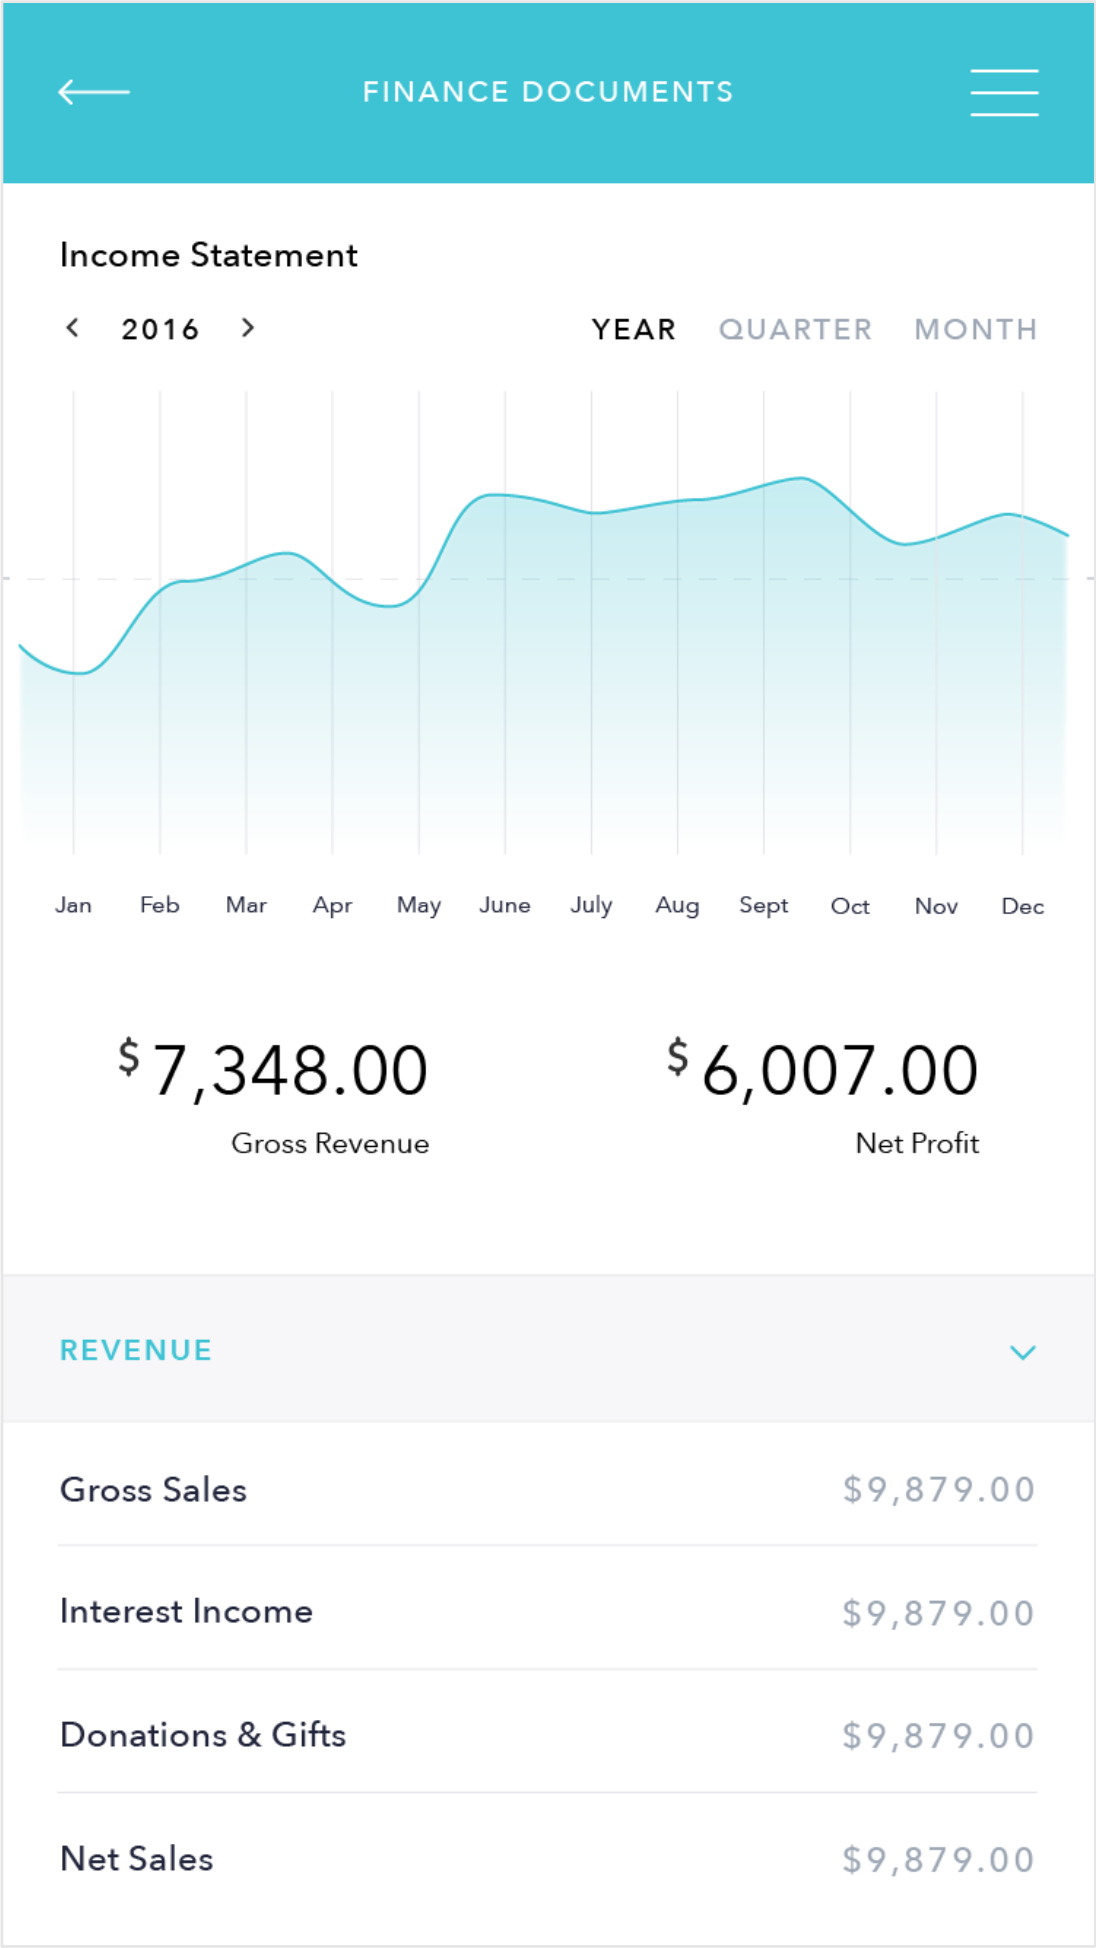 FINANCE DOCUMENTS
Income Statement
2016 YEAR QUARTER MONTH
Jan Feb Mar Apr May June July Aug Sept Oct Nov Dec
$7,348.00 $6,007.00
Gross Revenue Net Profit
REVENUE
Gross Sales $9,879.00
Interest Income $9,879.00
Donations & Gifts $9,879.00
Net Sales $9,879.00